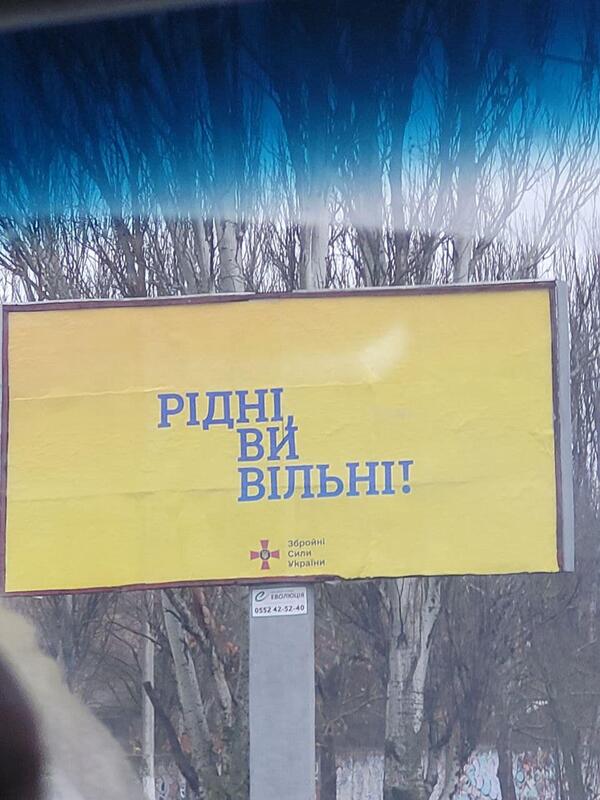 РІДНІ,
ВИ
ВІЛЬНІ!
Збройні
Сили
України
ЕВОЛЮЦІЯ
0552 42-52-40